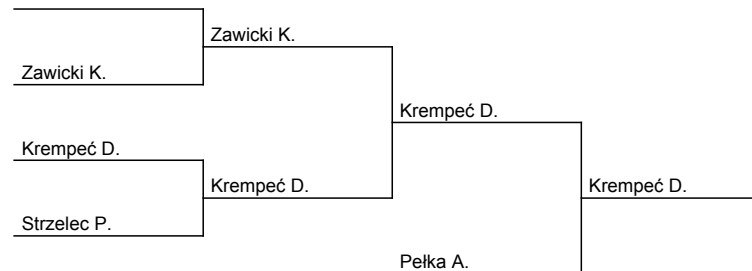 Zawicki K.
Zawicki K.
Krempeć D.
Krempeć D.
Krempeć D.
Krempeć D.
Strzelec P.
Pełka A.